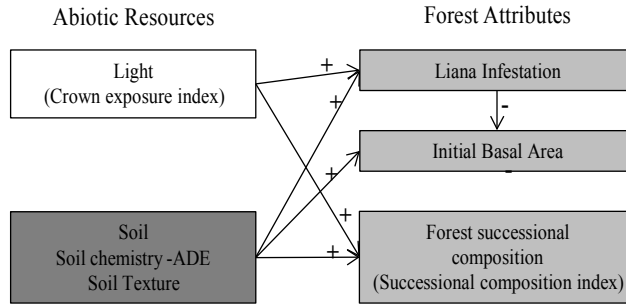 Abiotic Resources
Forest Attributes
Light
(Crown exposure index)
+
+
Liana Infestation
-
+
Initial Basal Area
-
+
Soil
Soil chemistry -ADE
Soil Texture
+
Forest successional
composition
(Successional composition index)